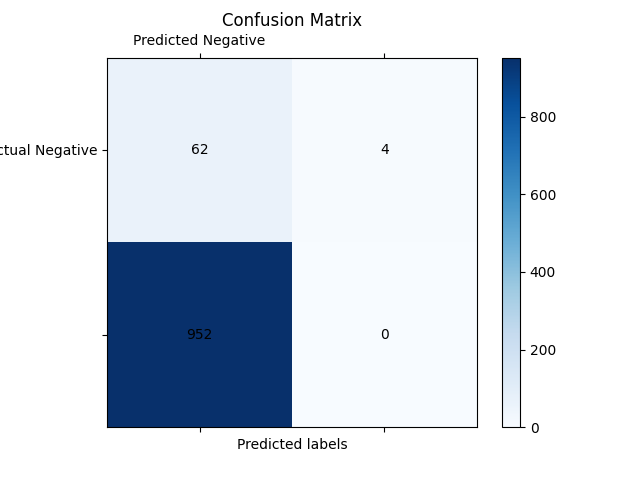 Confusion Matrix
Predicted Negative
ctual Negative
62
4
952
0
Predicted labels
800
600
400
200
0